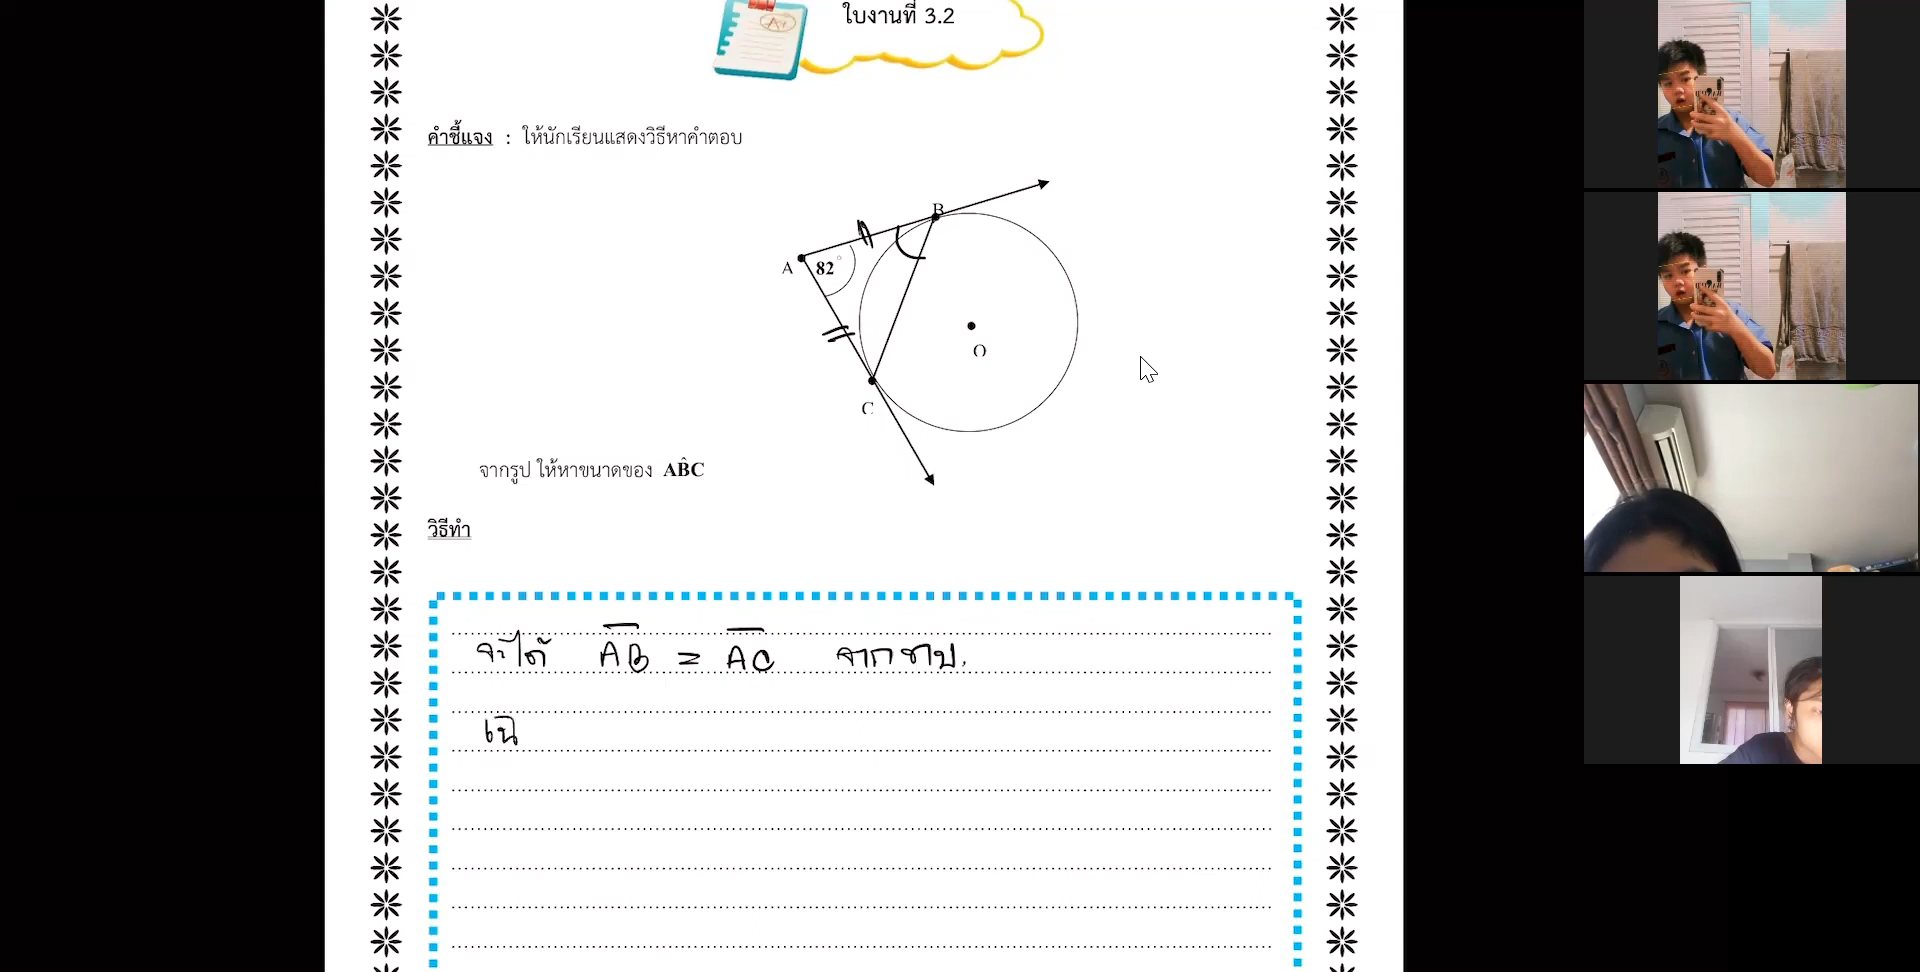 ใบงานที่ 3.2
คำชี้แจง : ให้นักเรียนแสดงวิธีหาคำตอบ
B
A 82°
O
C
จากรูป ให้หาขนาดของ AB̂C
วิธีทำ
จะได้ AB = AC จาก